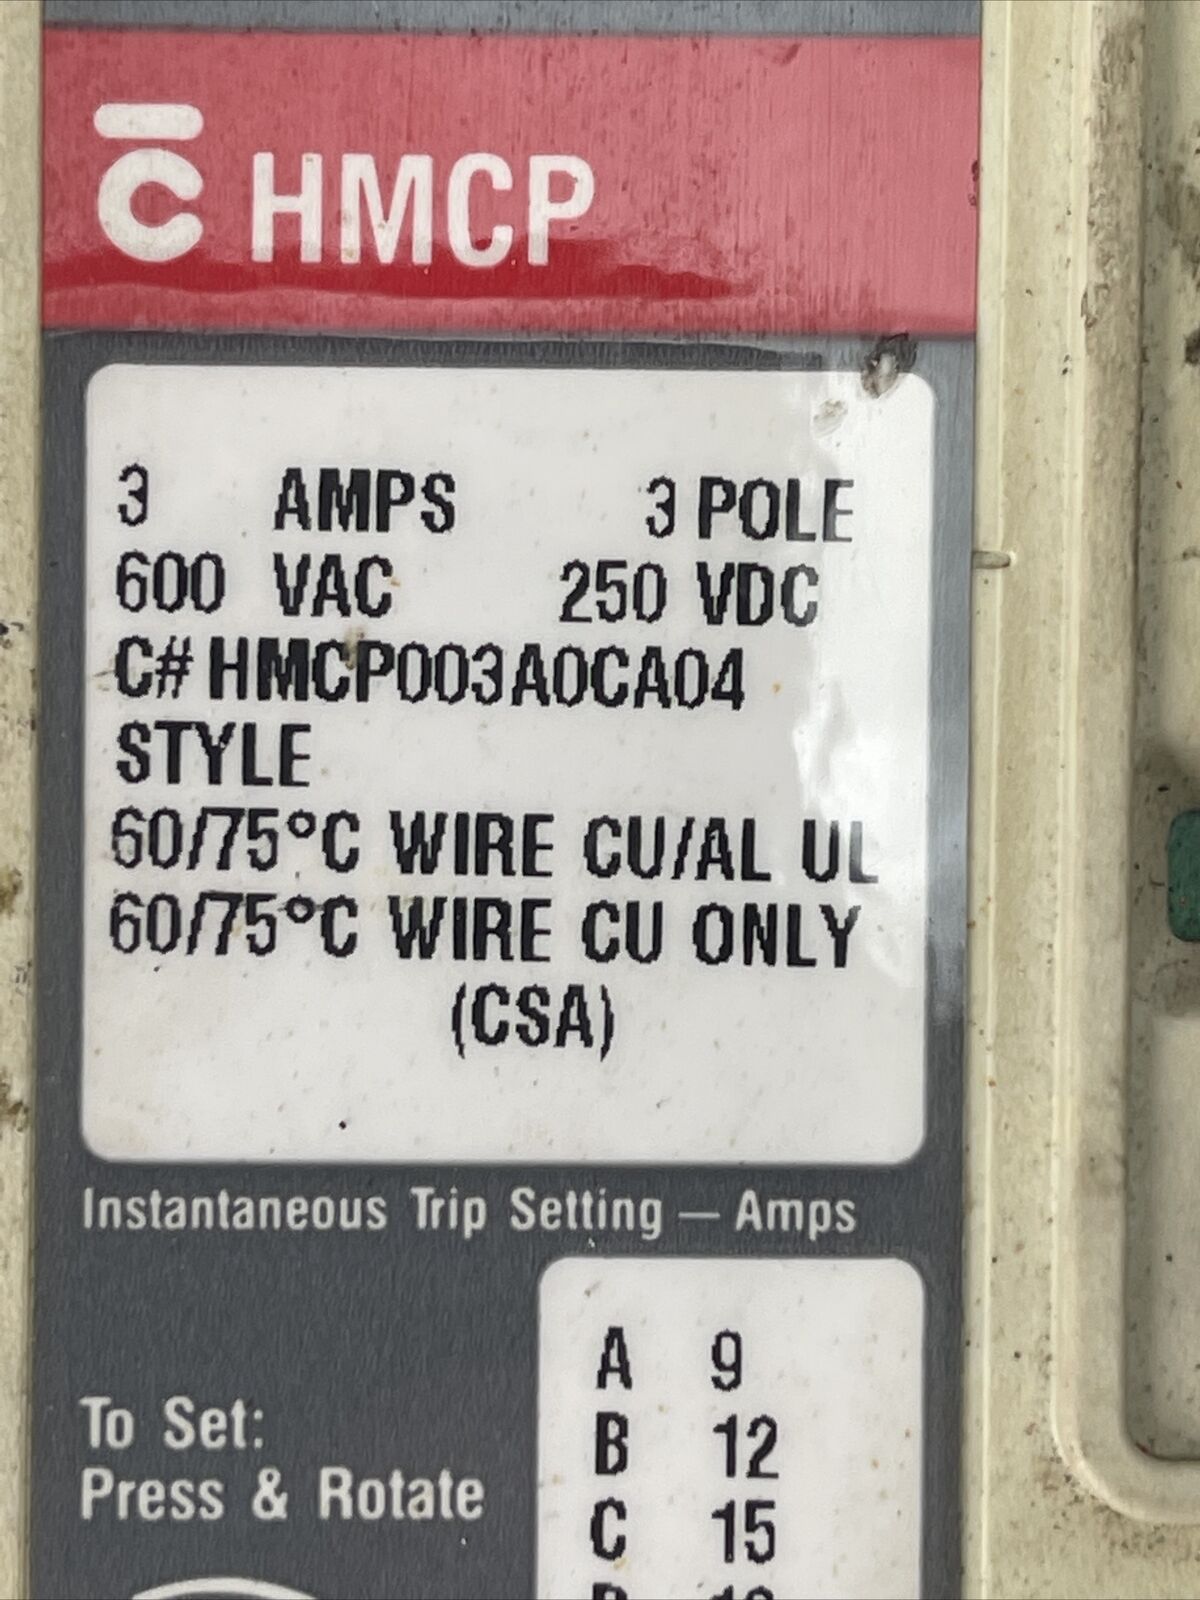 HMCP
3 AMPS 3 POLE
600 VAC 250 VDC
C# HMCP003A0CA04
STYLE
60/75°C WIRE CU/AL UL
60/75°C WIRE CU ONLY
(CSA)
Instantaneous Trip Setting — Amps
To Set:
Press & Rotate
A 9
B 12
C 15